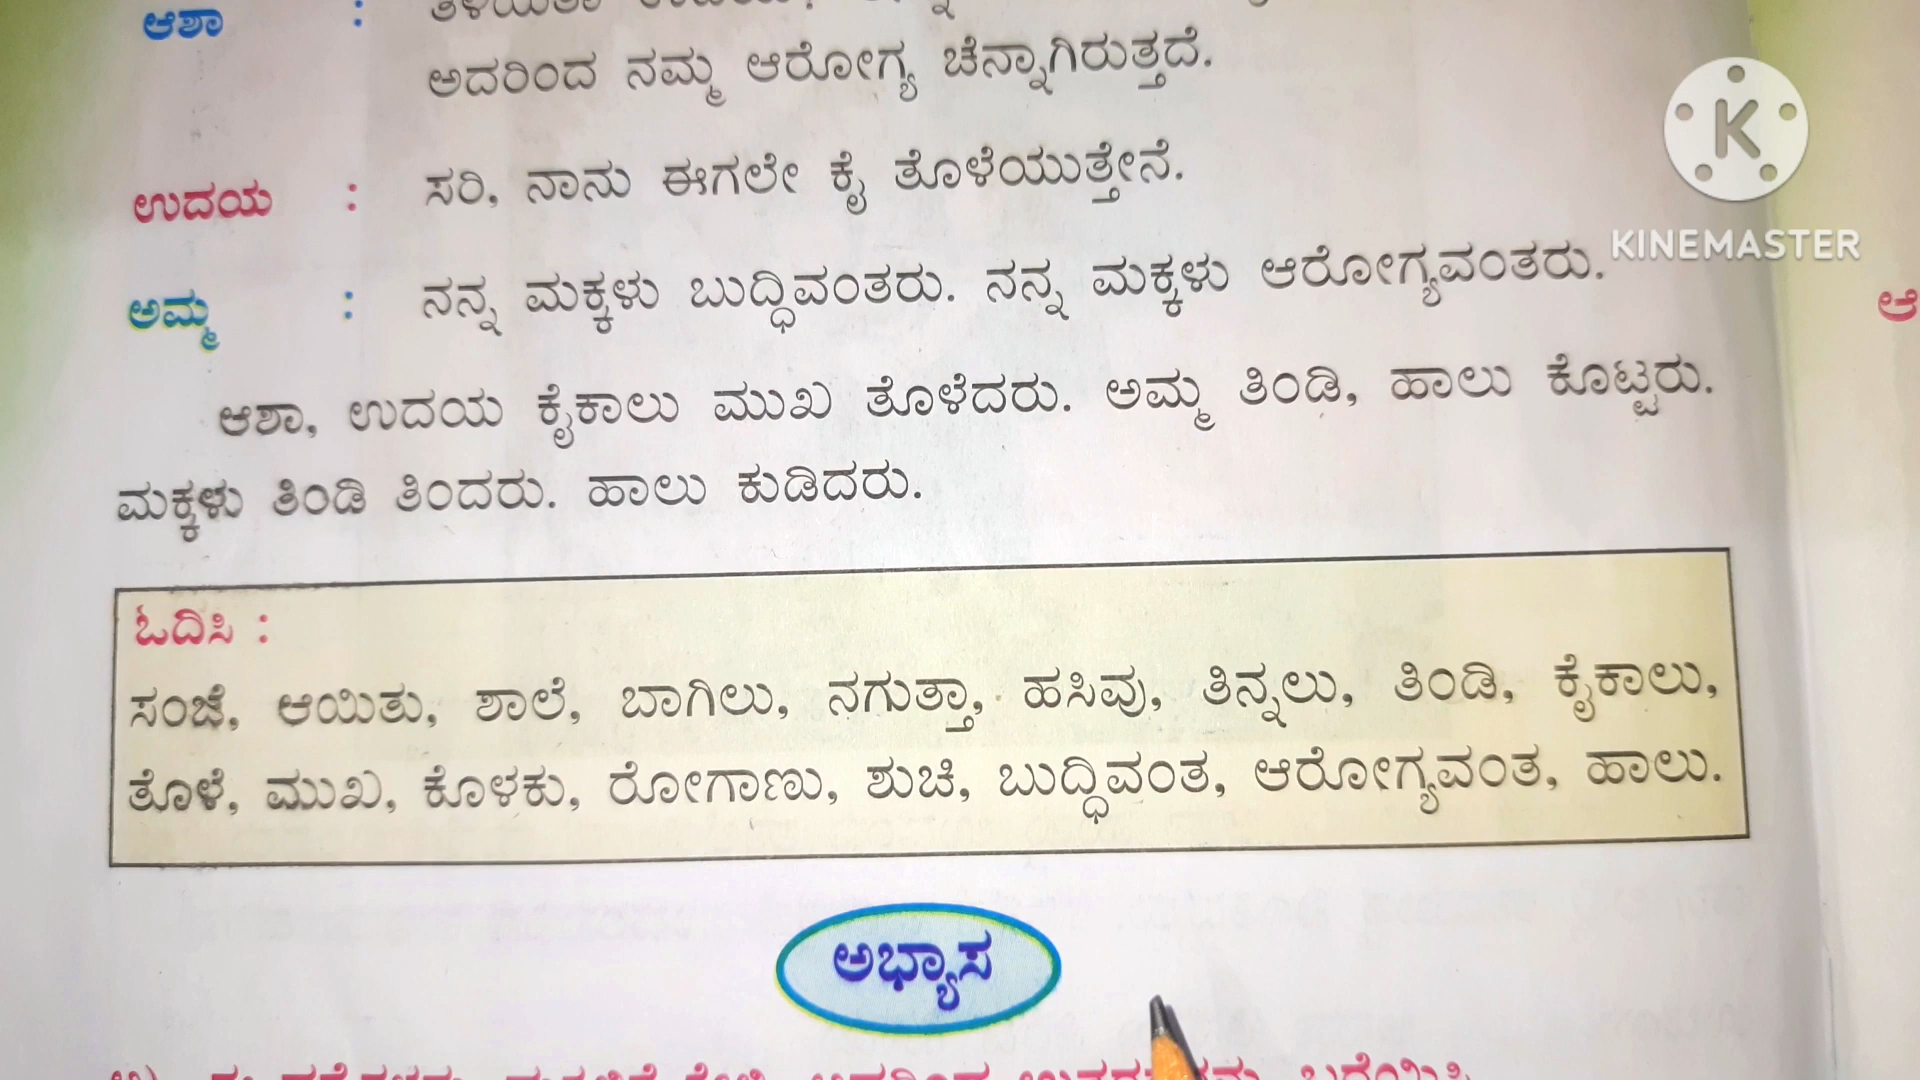 ಆಶಾ :
ಅದರಿಂದ ನಮ್ಮ ಆರೋಗ್ಯ ಚೆನ್ನಾಗಿರುತ್ತದೆ.
ಉದಯ : ಸರಿ, ನಾನು ಈಗಲೇ ಕೈ ತೊಳೆಯುತ್ತೇನೆ.
KINEMASTER
ಅಮ್ಮ : ನನ್ನ ಮಕ್ಕಳು ಬುದ್ಧಿವಂತರು. ನನ್ನ ಮಕ್ಕಳು ಆರೋಗ್ಯವಂತರು.
ಆಶಾ, ಉದಯ ಕೈಕಾಲು ಮುಖ ತೊಳೆದರು. ಅಮ್ಮ ತಿಂಡಿ, ಹಾಲು ಕೊಟ್ಟರು.
ಮಕ್ಕಳು ತಿಂಡಿ ತಿಂದರು. ಹಾಲು ಕುಡಿದರು.
ಓದಿಸಿ :
ಸಂಜೆ, ಆಯಿತು, ಶಾಲೆ, ಬಾಗಿಲು, ನಗುತ್ತಾ, ಹಸಿವು, ತಿನ್ನಲು, ತಿಂಡಿ, ಕೈಕಾಲು,
ತೊಳೆ, ಮುಖ, ಕೊಳಕು, ರೋಗಾಣು, ಶುಚಿ, ಬುದ್ಧಿವಂತ, ಆರೋಗ್ಯವಂತ, ಹಾಲು.
ಅಭ್ಯಾಸ